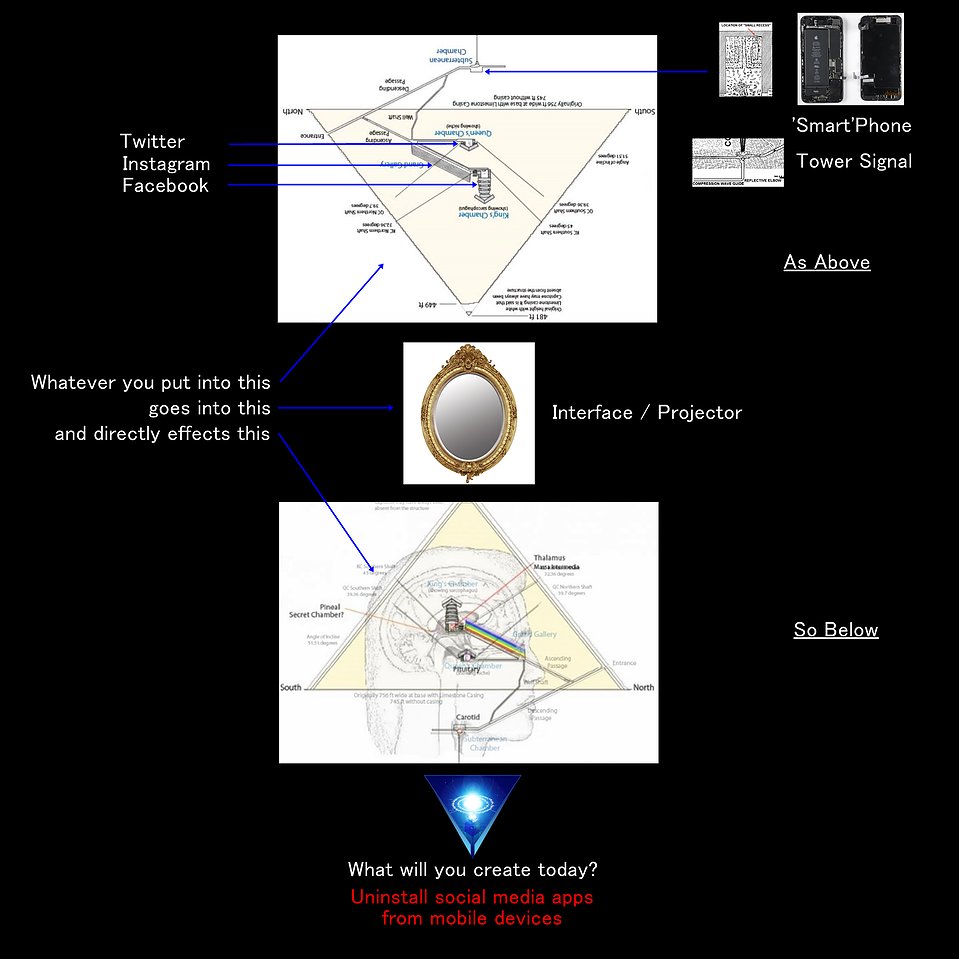 LOCATION OF "SMALL RECESS"
Subterranean
Chamber
Descending
Passage
Originally 756 ft wide at base with Limestone Casing
745 ft without casing
North
South
Well Shaft
Entrance
Ascending
Passage
Queen's Chamber
(showing niche)
Grand Gallery
Angle of Incline
51.51 degrees
King's Chamber
(showing sarcophagus)
QC Northern Shaft
39.7 degrees
KC Northern Shaft
32.36 degrees
QC Southern Shaft
39.36 degrees
KC Southern Shaft
45 degrees
449 ft
481 ft
Original height with white
Limestone casing it is said that
Capstone may have always been
absent from the structure
'Smart'Phone
Tower Signal
COMPRESSION WAVE GUIDE
REFLECTIVE ELBOW
Twitter
Instagram
Facebook
As Above
Whatever you put into this
goes into this
and directly effects this
Interface / Projector
absent from the structure
Thalamus
Massa Intermedia
32.36 degrees
KC Southern Shaft
45 degrees
QC Southern Shaft
39.36 degrees
King's Chamber
(showing sarcophagus)
QC Northern Shaft
39.7 degrees
Pineal
Secret Chamber?
Angle of Incline
51.51 degrees
Grand Gallery
Queen's Chamber
Pituitary
(showing niche)
Ascending
Passage
Entrance
Well Shaft
South
North
Originally 756 ft wide at base with Limestone Casing
745 ft without casing
Descending
Passage
Carotid
Subterranean
Chamber
So Below
What will you create today?
Uninstall social media apps
from mobile devices